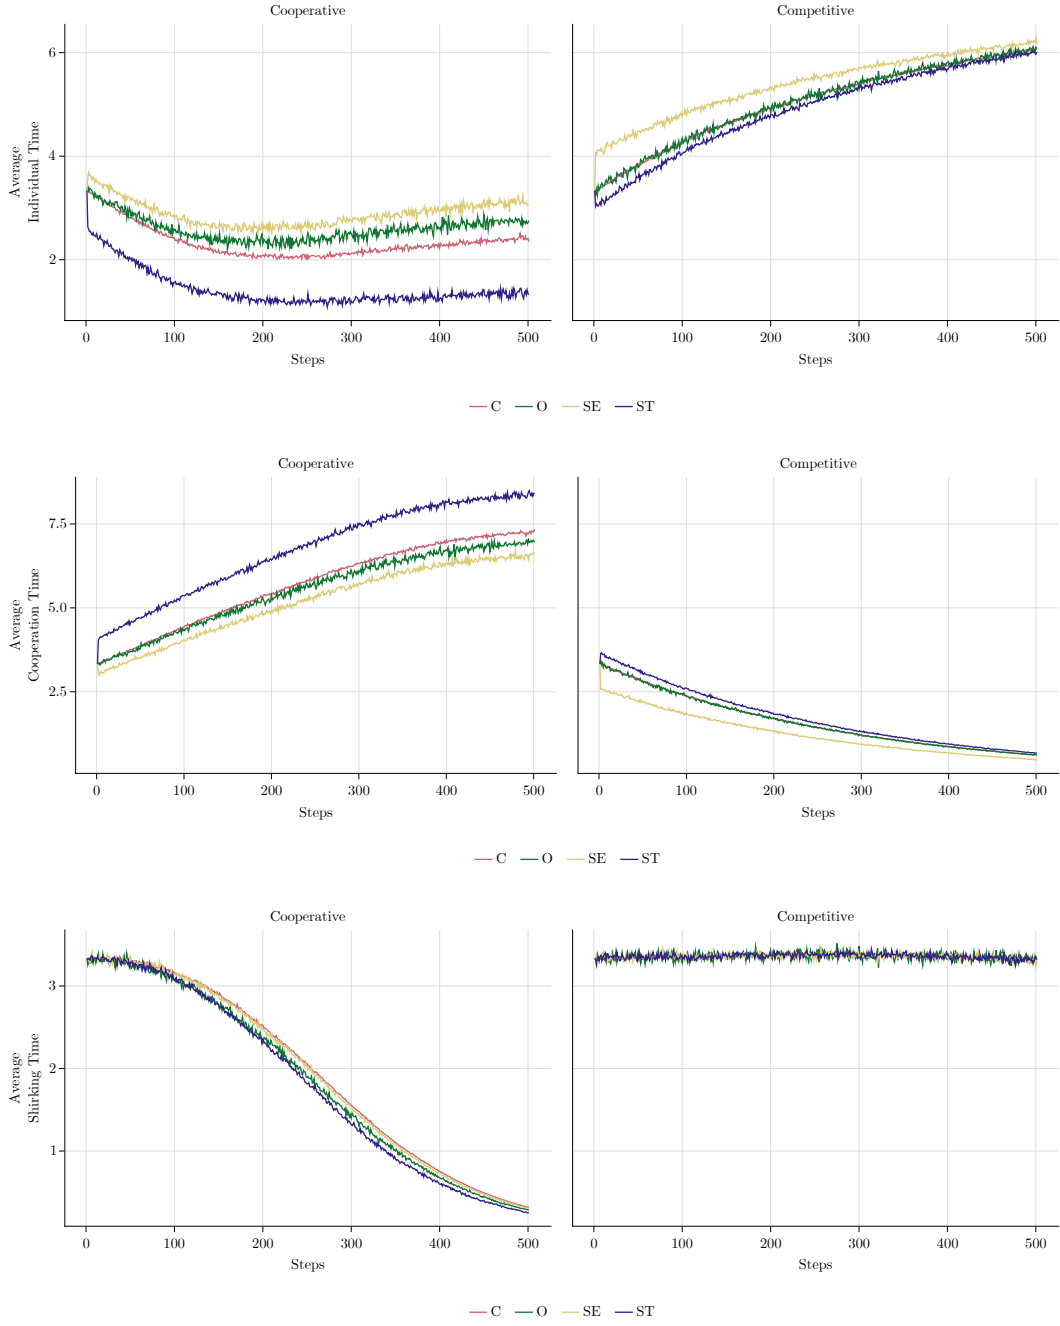 Cooperative
Competitive
Average
Individual Time
6
4
2
0 100 200 300 400 500
0 100 200 300 400 500
Steps
Steps
C O SE ST
Cooperative
Competitive
Average
Cooperation Time
7.5
5.0
2.5
0 100 200 300 400 500
0 100 200 300 400 500
Steps
Steps
C O SE ST
Cooperative
Competitive
Average
Shirking Time
3
2
1
0 100 200 300 400 500
0 100 200 300 400 500
Steps
Steps
C O SE ST